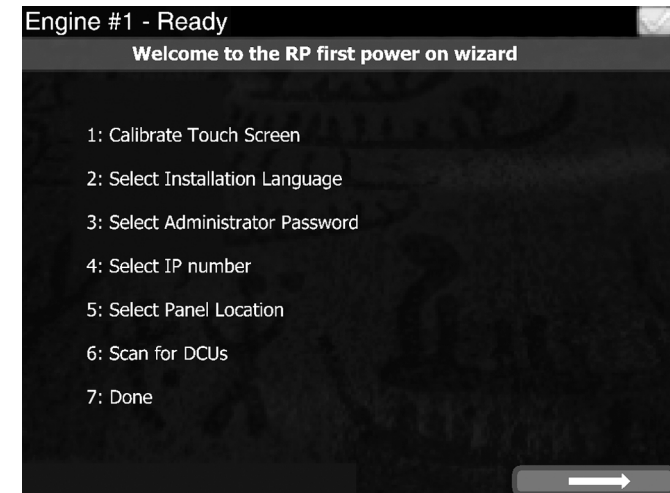 Engine #1 - Ready
Welcome to the RP first power on wizard
1: Calibrate Touch Screen
2: Select Installation Language
3: Select Administrator Password
4: Select IP number
5: Select Panel Location
6: Scan for DCUs
7: Done